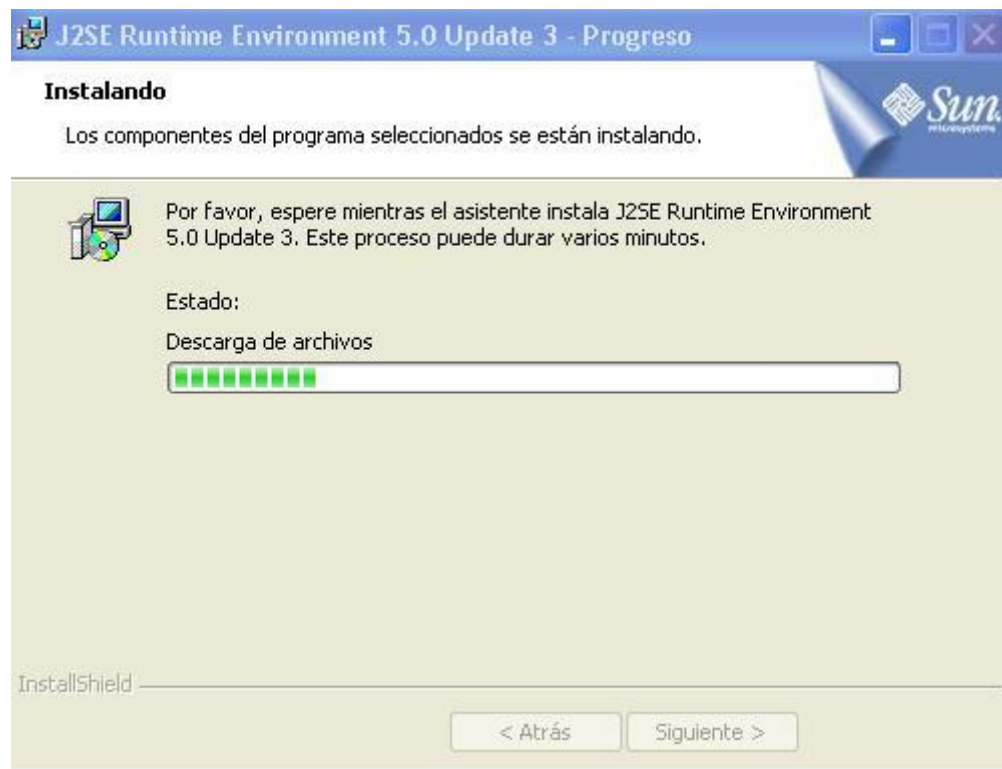 J2SE Runtime Environment 5.0 Update 3 - Progreso
Instalando
Los componentes del programa seleccionados se están instalando.
Sun.
microsystems
Por favor, espere mientras el asistente instala J2SE Runtime Environment
5.0 Update 3. Este proceso puede durar varios minutos.
Estado:
Descarga de archivos
InstallShield
< Atrás
Siguiente >